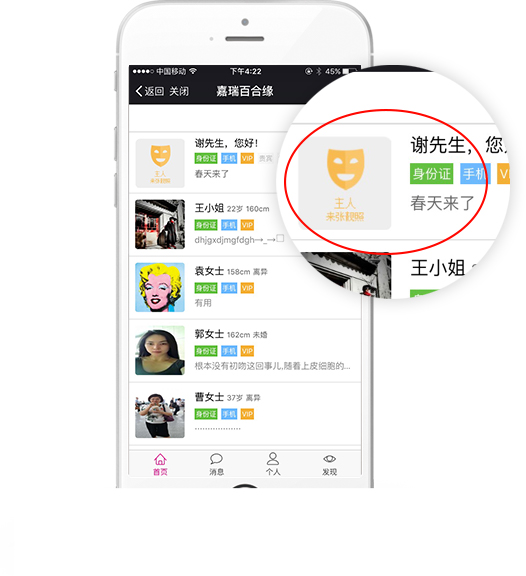 中国移动 下午4:22 45%
返回 关闭 嘉瑞百合缘
谢先生，您好！
身份证 手机 VIP 贵宾
主人
来张靓照
春天来了
王小姐 22岁 160cm
身份证 手机 VIP
dhjgxdjmgfdgh→_→□
袁女士 158cm 离异
身份证 手机 VIP
有用
郭女士 162cm 未婚
身份证 手机 VIP
根本没有初吻这回事儿,随着上皮细胞的...
曹女士 37岁 离异
身份证 手机 VIP
..................
首页 消息 个人 发现
谢先生，您
身份证 手机 V
主人
来张靓照
春天来了
王小姐